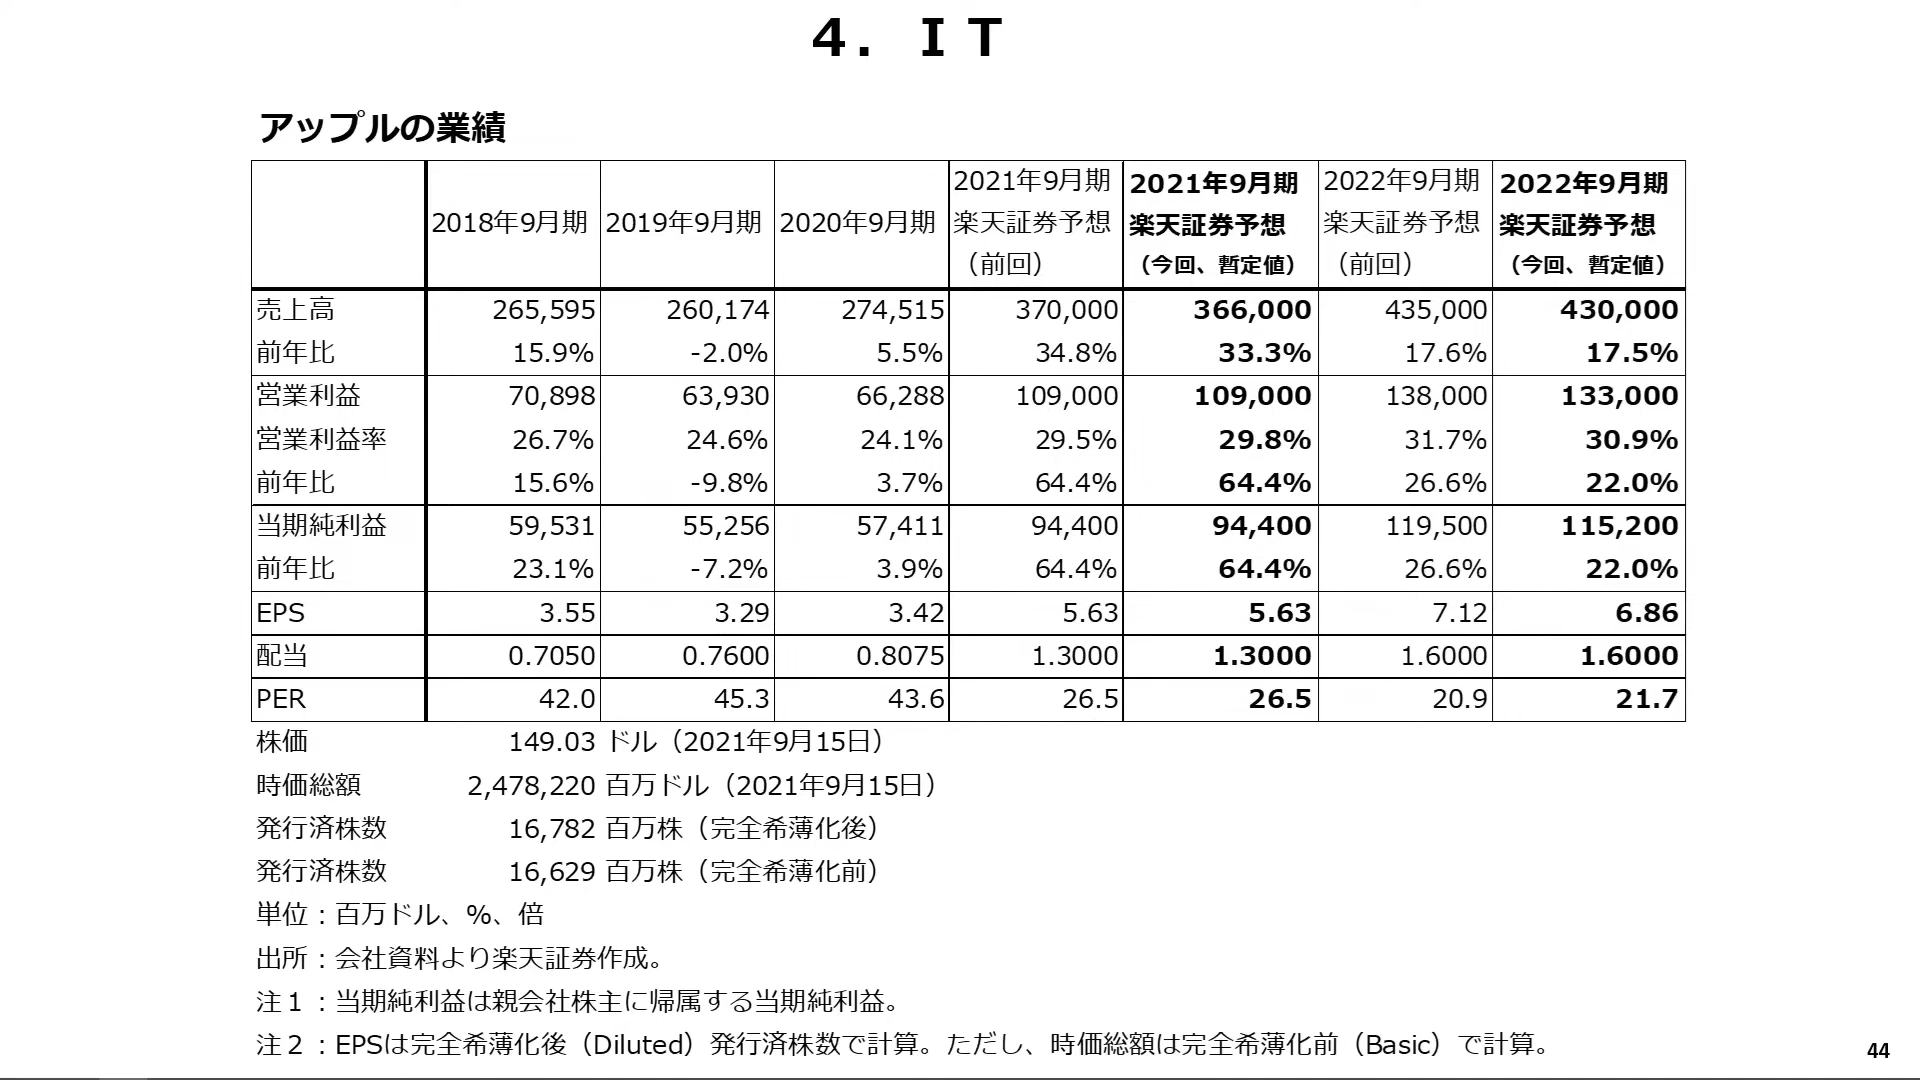 ４．ＩＴ
アップルの業績
2018年9月期 2019年9月期 2020年9月期 2021年9月期 楽天証券予想 （前回） 2021年9月期 楽天証券予想 （今回、暫定値） 2022年9月期 楽天証券予想 （前回） 2022年9月期 楽天証券予想 （今回、暫定値）
売上高 265,595 260,174 274,515 370,000 366,000 435,000 430,000
前年比 15.9% -2.0% 5.5% 34.8% 33.3% 17.6% 17.5%
営業利益 70,898 63,930 66,288 109,000 109,000 138,000 133,000
営業利益率 26.7% 24.6% 24.1% 29.5% 29.8% 31.7% 30.9%
前年比 15.6% -9.8% 3.7% 64.4% 64.4% 26.6% 22.0%
当期純利益 59,531 55,256 57,411 94,400 94,400 119,500 115,200
前年比 23.1% -7.2% 3.9% 64.4% 64.4% 26.6% 22.0%
EPS 3.55 3.29 3.42 5.63 5.63 7.12 6.86
配当 0.7050 0.7600 0.8075 1.3000 1.3000 1.6000 1.6000
PER 42.0 45.3 43.6 26.5 26.5 20.9 21.7
株価 149.03 ドル（2021年9月15日）
時価総額 2,478,220 百万ドル（2021年9月15日）
発行済株数 16,782 百万株（完全希薄化後）
発行済株数 16,629 百万株（完全希薄化前）
単位：百万ドル、%、倍
出所：会社資料より楽天証券作成。
注１：当期純利益は親会社株主に帰属する当期純利益。
注２：EPSは完全希薄化後（Diluted）発行済株数で計算。ただし、時価総額は完全希薄化前（Basic）で計算。
44